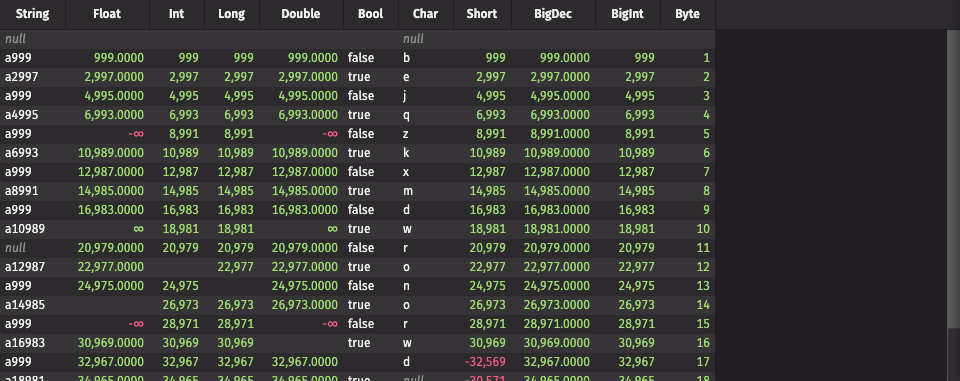 String Float Int Long Double Bool Char Short BigDec BigInt Byte
null null
a999 999.0000 999 999 999.0000 false b 999 999.0000 999 1
a2997 2,997.0000 2,997 2,997 2,997.0000 true e 2,997 2,997.0000 2,997 2
a999 4,995.0000 4,995 4,995 4,995.0000 false j 4,995 4,995.0000 4,995 3
a4995 6,993.0000 6,993 6,993 6,993.0000 true q 6,993 6,993.0000 6,993 4
a999 -∞ 8,991 8,991 -∞ false z 8,991 8,991.0000 8,991 5
a6993 10,989.0000 10,989 10,989 10,989.0000 true k 10,989 10,989.0000 10,989 6
a999 12,987.0000 12,987 12,987 12,987.0000 false x 12,987 12,987.0000 12,987 7
a8991 14,985.0000 14,985 14,985 14,985.0000 true m 14,985 14,985.0000 14,985 8
a999 16,983.0000 16,983 16,983 16,983.0000 false d 16,983 16,983.0000 16,983 9
a10989 ∞ 18,981 18,981 ∞ true w 18,981 18,981.0000 18,981 10
null 20,979.0000 20,979 20,979 20,979.0000 false r 20,979 20,979.0000 20,979 11
a12987 22,977.0000 22,977 22,977.0000 true o 22,977 22,977.0000 22,977 12
a999 24,975.0000 24,975 24,975.0000 false n 24,975 24,975.0000 24,975 13
a14985 26,973 26,973 26,973.0000 true o 26,973 26,973.0000 26,973 14
a999 -∞ 28,971 28,971 -∞ false r 28,971 28,971.0000 28,971 15
a16983 30,969.0000 30,969 30,969 true w 30,969 30,969.0000 30,969 16
a999 32,967.0000 32,967 32,967 32,967.0000 d -32,569 32,967.0000 32,967 17
a18981 34,965.0000 34,965 34,965 34,965.0000 true null -30,571 34,965.0000 34,965 18